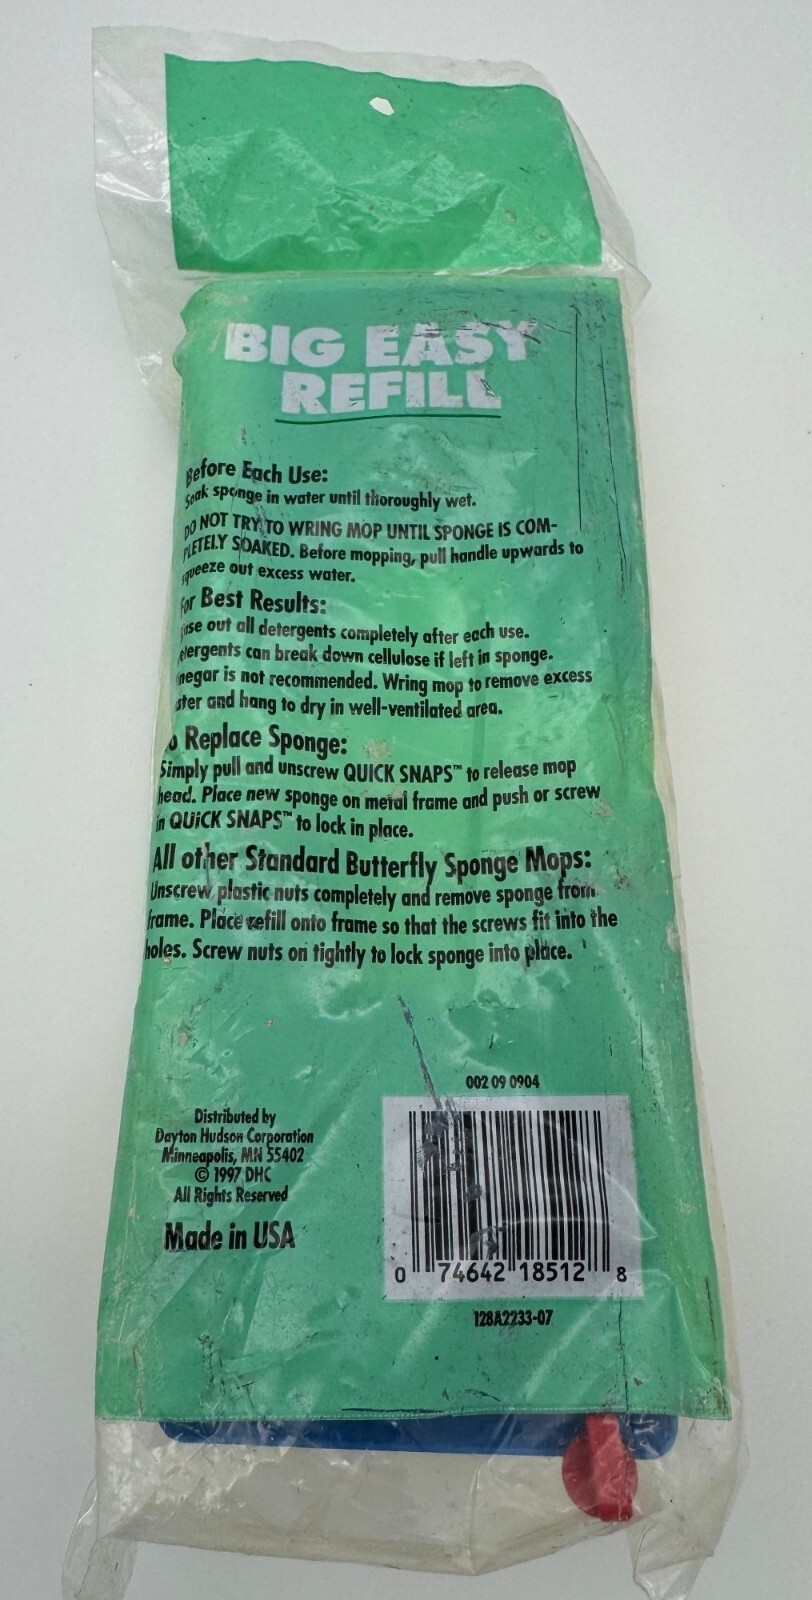 BIG EASY
REFILL
Before Each Use:
Soak sponge in water until thoroughly wet.
DO NOT TRY TO WRING MOP UNTIL SPONGE IS COM-
PLETELY SOAKED. Before mopping, pull handle upwards to
squeeze out excess water.
For Best Results:
Rinse out all detergents completely after each use.
Detergents can break down cellulose if left in sponge.
Vinegar is not recommended. Wring mop to remove excess
water and hang to dry in well-ventilated area.
To Replace Sponge:
Simply pull and unscrew QUICK SNAPS™ to release mop
head. Place new sponge on metal frame and push or screw
in QUICK SNAPS™ to lock in place.
All other Standard Butterfly Sponge Mops:
Unscrew plastic nuts completely and remove sponge from
frame. Place refill onto frame so that the screws fit into the
holes. Screw nuts on tightly to lock sponge into place.
002 09 0904
Distributed by
Dayton Hudson Corporation
Minneapolis, MN 55402
© 1997 DHC
All Rights Reserved
Made in USA
0 74642 18512 8
128A2233-07